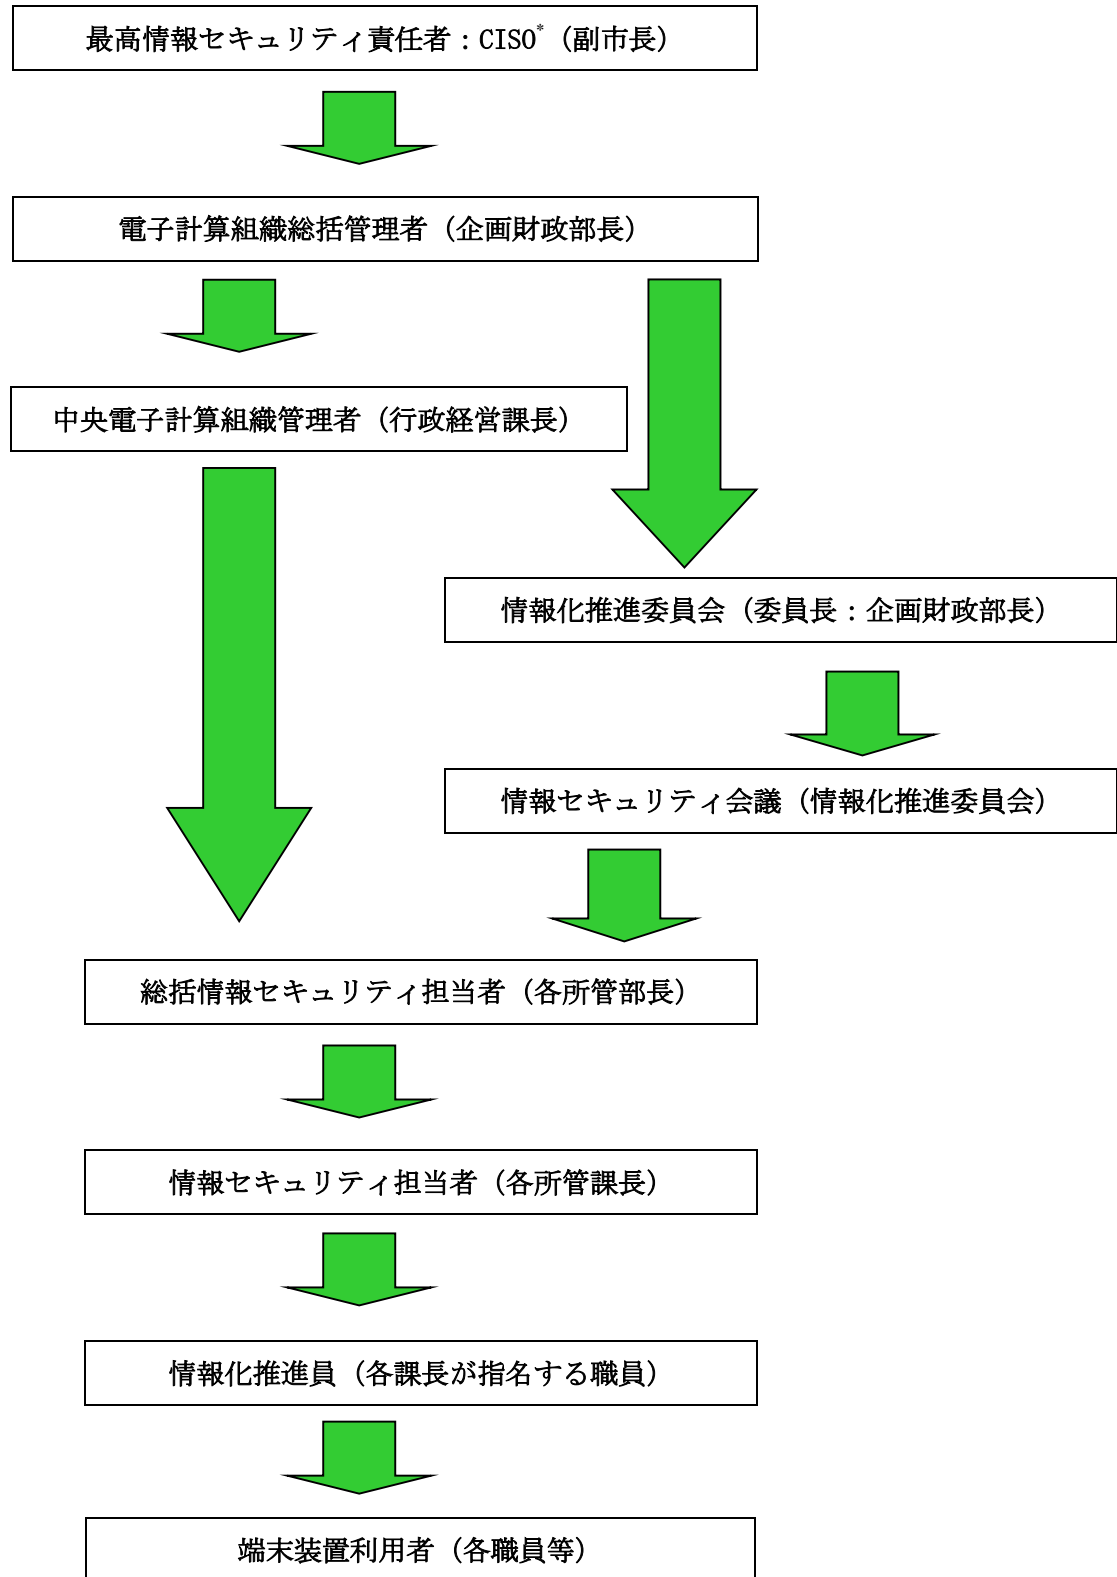 最高情報セキュリティ責任者：CISO*（副市長）
電子計算組織総括管理者（企画財政部長）
中央電子計算組織管理者（行政経営課長）
情報化推進委員会（委員長：企画財政部長）
情報セキュリティ会議（情報化推進委員会）
総括情報セキュリティ担当者（各所管部長）
情報セキュリティ担当者（各所管課長）
情報化推進員（各課長が指名する職員）
端末装置利用者（各職員等）